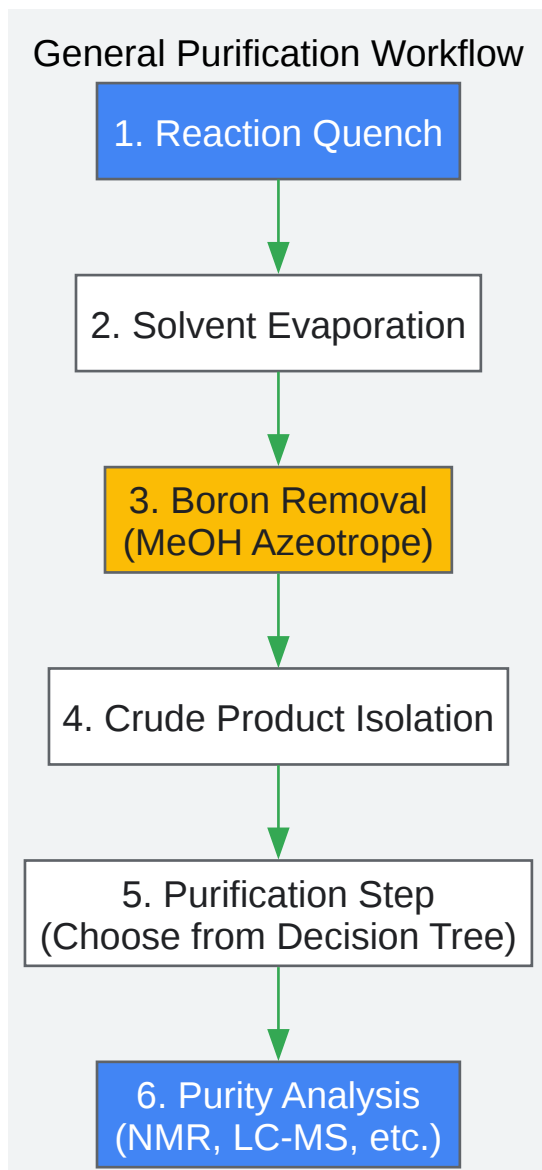 General Purification Workflow
1. Reaction Quench
2. Solvent Evaporation
3. Boron Removal
(MeOH Azeotrope)
4. Crude Product Isolation
5. Purification Step
(Choose from Decision Tree)
6. Purity Analysis
(NMR, LC-MS, etc.)